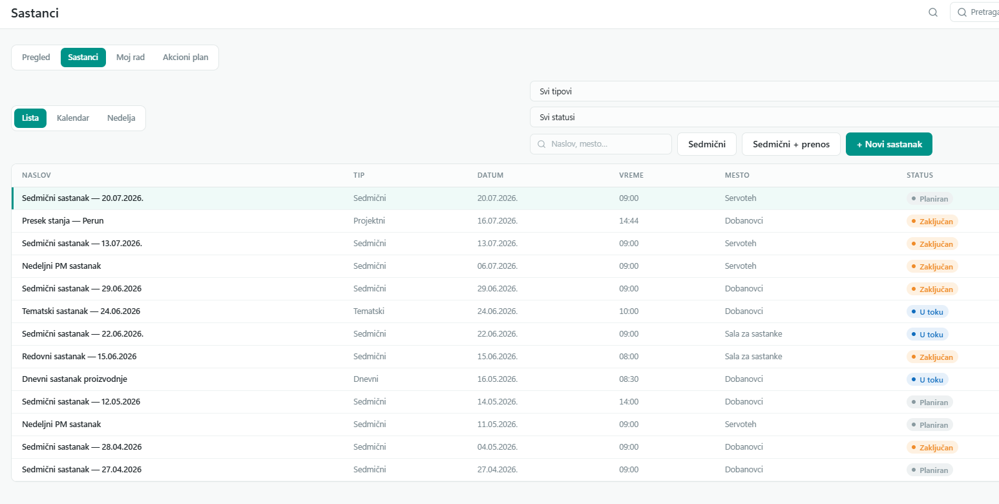 Sastanci
Pretraga
Pregled Sastanci Moj rad Akcioni plan
Svi tipovi
Lista Kalendar Nedelja
Svi statusi
Naslov, mesto... Sedmični Sedmični + prenos + Novi sastanak
NASLOV TIP DATUM VREME MESTO STATUS
Sedmični sastanak — 20.07.2026. Sedmični 20.07.2026. 09:00 Servoteh Planiran
Presek stanja — Perun Projektni 16.07.2026. 14:44 Dobanovci Zaključan
Sedmični sastanak — 13.07.2026. Sedmični 13.07.2026. 09:00 Servoteh Zaključan
Nedeljni PM sastanak Sedmični 06.07.2026. 09:00 Servoteh Zaključan
Sedmični sastanak — 29.06.2026 Sedmični 29.06.2026. 09:00 Dobanovci Zaključan
Tematski sastanak — 24.06.2026 Tematski 24.06.2026. 10:00 Dobanovci U toku
Sedmični sastanak — 22.06.2026. Sedmični 22.06.2026. 09:00 Sala za sastanke U toku
Redovni sastanak — 15.06.2026 Sedmični 15.06.2026. 08:00 Sala za sastanke Zaključan
Dnevni sastanak proizvodnje Dnevni 16.05.2026. 08:30 Dobanovci U toku
Sedmični sastanak — 12.05.2026 Sedmični 14.05.2026. 14:00 Dobanovci Planiran
Nedeljni PM sastanak Sedmični 11.05.2026. 09:00 Servoteh Planiran
Sedmični sastanak — 28.04.2026 Sedmični 04.05.2026. 09:00 Dobanovci Zaključan
Sedmični sastanak — 27.04.2026 Sedmični 27.04.2026. 09:00 Dobanovci Planiran